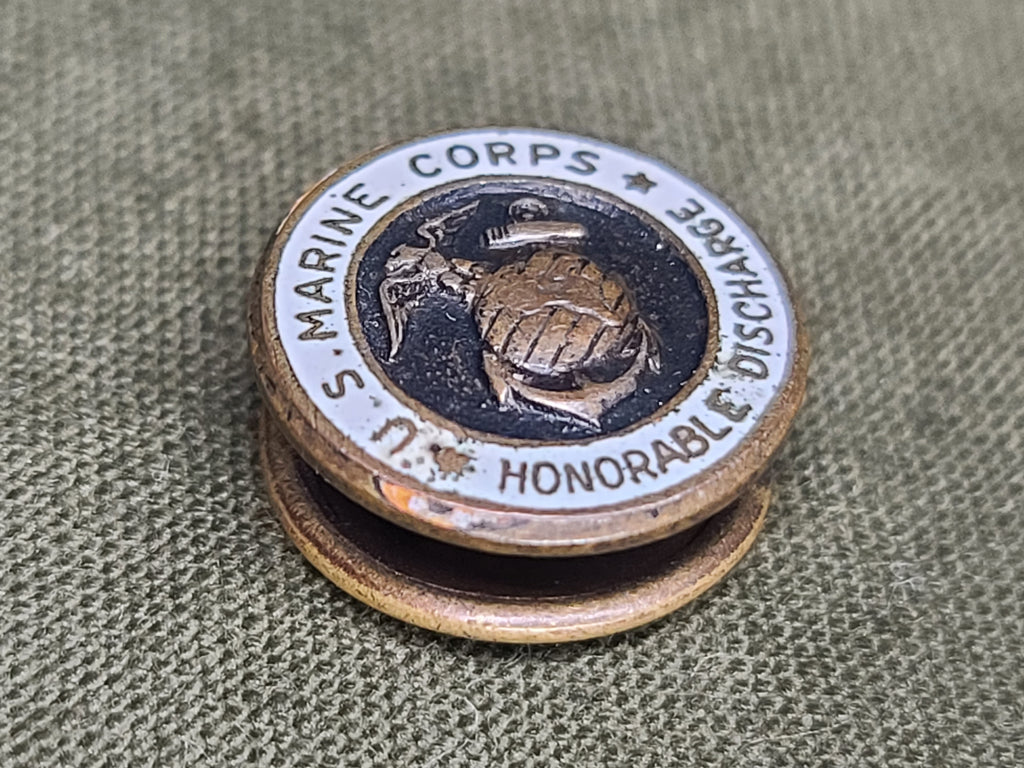 U. S. MARINE CORPS
HONORABLE DISCHARGE